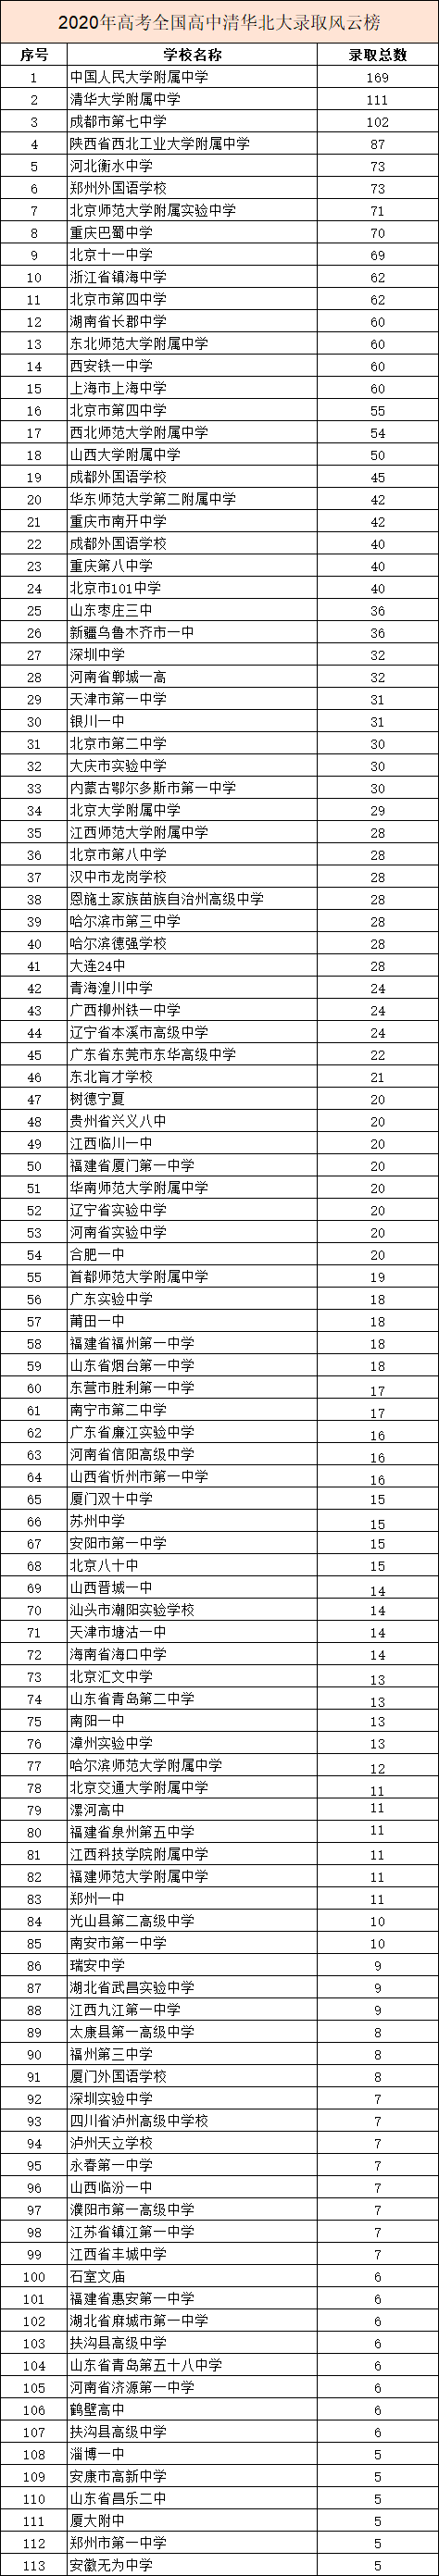 2020年高考全国高中清华北大录取风云榜
序号 学校名称 录取总数
1 中国人民大学附属中学 169
2 清华大学附属中学 111
3 成都市第七中学 102
4 陕西省西北工业大学附属中学 87
5 河北衡水中学 73
6 郑州外国语学校 73
7 北京师范大学附属实验中学 71
8 重庆巴蜀中学 70
9 北京十一中学 69
10 浙江省镇海中学 62
11 北京市第四中学 62
12 湖南省长郡中学 60
13 东北师范大学附属中学 60
14 西安铁一中学 60
15 上海市上海中学 60
16 北京市第四中学 55
17 西北师范大学附属中学 54
18 山西大学附属中学 50
19 成都外国语学校 45
20 华东师范大学第二附属中学 42
21 重庆市南开中学 42
22 成都外国语学校 40
23 重庆第八中学 40
24 北京市101中学 40
25 山东枣庄三中 36
26 新疆乌鲁木齐市一中 36
27 深圳中学 32
28 河南省郸城一高 32
29 天津市第一中学 31
30 银川一中 31
31 北京市第二中学 30
32 大庆市实验中学 30
33 内蒙古鄂尔多斯市第一中学 30
34 北京大学附属中学 29
35 江西师范大学附属中学 28
36 北京市第八中学 28
37 汉中市龙岗学校 28
38 恩施土家族苗族自治州高级中学 28
39 哈尔滨市第三中学 28
40 哈尔滨德强学校 28
41 大连24中 28
42 青海湟川中学 24
43 广西柳州铁一中学 24
44 辽宁省本溪市高级中学 24
45 广东省东莞市东华高级中学 22
46 东北育才学校 21
47 树德宁夏 20
48 贵州省兴义八中 20
49 江西临川一中 20
50 福建省厦门第一中学 20
51 华南师范大学附属中学 20
52 辽宁省实验中学 20
53 河南省实验中学 20
54 合肥一中 20
55 首都师范大学附属中学 19
56 广东实验中学 18
57 莆田一中 18
58 福建省福州第一中学 18
59 山东省烟台第一中学 18
60 东营市胜利第一中学 17
61 南宁市第二中学 17
62 广东省廉江实验中学 16
63 河南省信阳高级中学 16
64 山西省忻州市第一中学 16
65 厦门双十中学 15
66 苏州中学 15
67 安阳市第一中学 15
68 北京八十中 15
69 山西晋城一中 14
70 汕头市潮阳实验学校 14
71 天津市塘沽一中 14
72 海南省海口中学 14
73 北京汇文中学 13
74 山东省青岛第二中学 13
75 南阳一中 13
76 漳州实验中学 13
77 哈尔滨师范大学附属中学 12
78 北京交通大学附属中学 11
79 漯河高中 11
80 福建省泉州第五中学 11
81 江西科技学院附属中学 11
82 福建师范大学附属中学 11
83 郑州一中 11
84 光山县第二高级中学 10
85 南安市第一中学 10
86 瑞安中学 9
87 湖北省武昌实验中学 9
88 江西九江第一中学 9
89 太康县第一高级中学 8
90 福州第三中学 8
91 厦门外国语学校 8
92 深圳实验中学 7
93 四川省泸州高级中学校 7
94 泸州天立学校 7
95 永春第一中学 7
96 山西临汾一中 7
97 濮阳市第一高级中学 7
98 江苏省镇江第一中学 7
99 江西省丰城中学 7
100 石室文庙 6
101 福建省惠安第一中学 6
102 湖北省麻城市第一中学 6
103 扶沟县高级中学 6
104 山东省青岛第五十八中学 6
105 河南省济源第一中学 6
106 鹤壁高中 6
107 扶沟县高级中学 6
108 淄博一中 5
109 安康市高新中学 5
110 山东省昌乐二中 5
111 厦大附中 5
112 郑州市第一中学 5
113 安徽无为中学 5